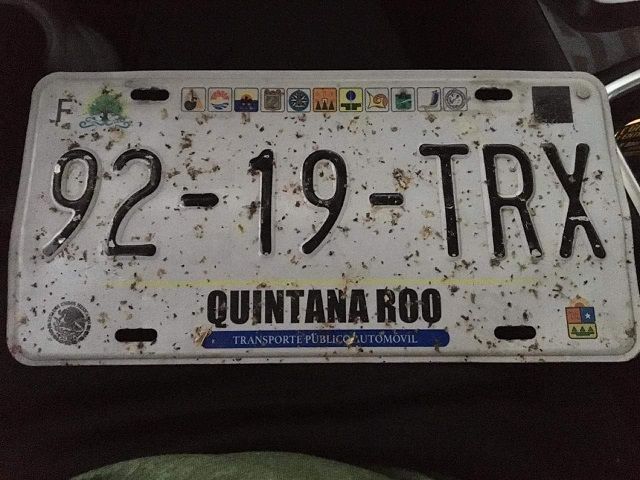 F
92-19-TRX
QUINTANA ROO
TRANSPORTE PÚBLICO AUTOMÓVIL